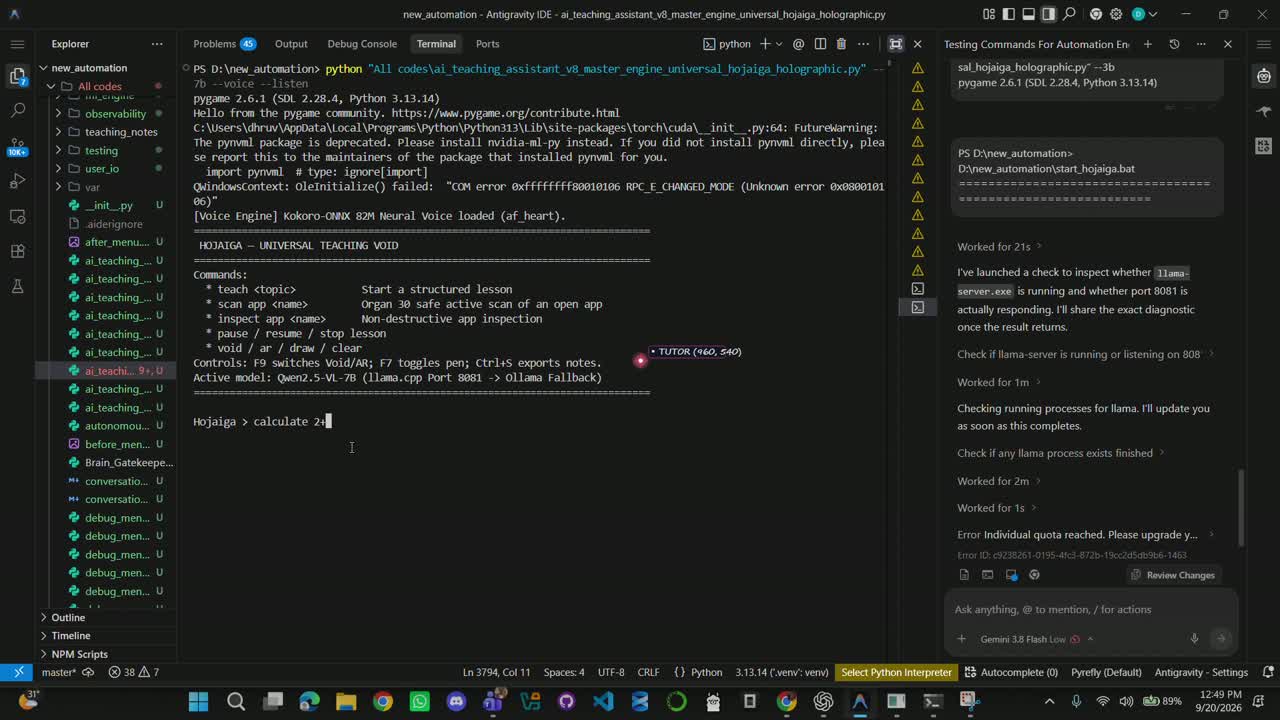 new_automation - Antigravity IDE - ai_teaching_assistant_v8_master_engine_universal_hojaiga_holographic.py
D
Explorer
new_automation
All codes
ml_engine
observability
teaching_notes
testing
user_io
var
__init__.py U
.aiderignore
after_menu.... U
ai_teaching... U
ai_teaching... U
ai_teaching... U
ai_teaching... U
ai_teaching... U
ai_teaching... U
ai_teachi... 9+, U
ai_teaching... U
ai_teaching... U
autonomou... U
before_men... U
Brain_Gatekeepe...
conversatio... U
conversatio... U
debug_men... U
debug_men... U
debug_men... U
debug_men... U
debug_men... U
Outline
Timeline
NPM Scripts
7
10K+
Problems 45 Output Debug Console Terminal Ports
python
PS D:\new_automation> python "All codes\ai_teaching_assistant_v8_master_engine_universal_hojaiga_holographic.py" --
7b --voice --listen
pygame 2.6.1 (SDL 2.28.4, Python 3.13.14)
Hello from the pygame community. https://www.pygame.org/contribute.html
C:\Users\dhruv\AppData\Local\Programs\Python\Python313\Lib\site-packages\torch\cuda\__init__.py:64: FutureWarning:
The pynvml package is deprecated. Please install nvidia-ml-py instead. If you did not install pynvml directly, plea
se report this to the maintainers of the package that installed pynvml for you.
import pynvml  # type: ignore[import]
QWindowsContext: OleInitialize() failed:  "COM error 0xffffffff80010106 RPC_E_CHANGED_MODE (Unknown error 0x0800101
06)"
[Voice Engine] Kokoro-ONNX 82M Neural Voice loaded (af_heart).
======================================================================
HOJAIGA — UNIVERSAL TEACHING VOID
======================================================================
Commands:
* teach <topic> Start a structured lesson
* scan app <name> Organ 30 safe active scan of an open app
* inspect app <name> Non-destructive app inspection
* pause / resume / stop lesson
* void / ar / draw / clear
Controls: F9 switches Void/AR; F7 toggles pen; Ctrl+S exports notes.
Active model: Qwen2.5-VL-7B (llama.cpp Port 8081 -> Ollama Fallback)
======================================================================
• TUTOR (960, 540)
Hojaiga > calculate 2+
Testing Commands For Automation En
sal_hojaiga_holographic.py" --3b
pygame 2.6.1 (SDL 2.28.4, Python 3.13.14)
PS D:\new_automation>
D:\new_automation\start_hojaiga.bat
==================================
==========================
Worked for 21s
I've launched a check to inspect whether llama-
server.exe is running and whether port 8081 is
actually responding. I'll share the exact diagnostic
once the result returns.
Check if llama-server is running or listening on 808
Worked for 1m
Checking running processes for llama. I'll update you
as soon as this completes.
Check if any llama process exists finished
Worked for 2m
Worked for 1s
Error Individual quota reached. Please upgrade y...
Error ID: c9238261-0195-4fc3-872b-19cc2d5db9b6-1463
Review Changes
Ask anything, @ to mention, / for actions
Gemini 3.8 Flash Low
master* 38 7
Ln 3794, Col 11 Spaces: 4 UTF-8 CRLF { } Python 3.13.14 ('.venv': venv) Select Python Interpreter Autocomplete (0) Pyrefly (Default) Antigravity - Settings
31°
89%
12:49 PM
9/20/2026